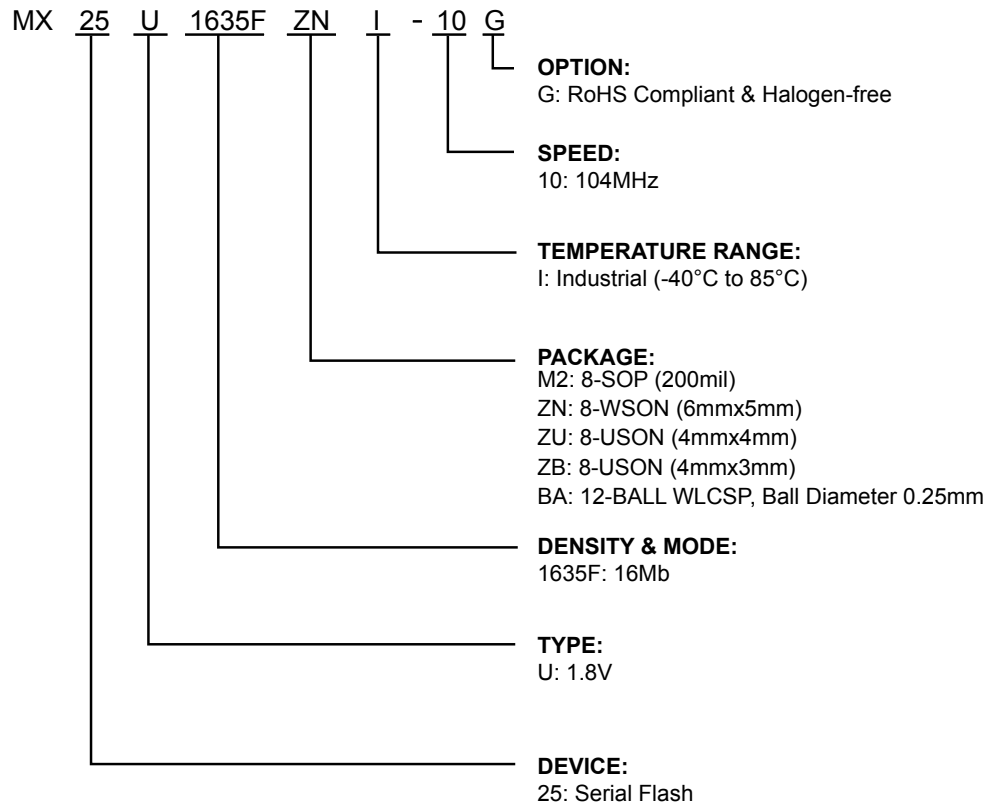 MX 25 U 1635F ZN I - 10 G
OPTION:
G: RoHS Compliant & Halogen-free
SPEED:
10: 104MHz
TEMPERATURE RANGE:
I: Industrial (-40°C to 85°C)
PACKAGE:
M2: 8-SOP (200mil)
ZN: 8-WSON (6mmx5mm)
ZU: 8-USON (4mmx4mm)
ZB: 8-USON (4mmx3mm)
BA: 12-BALL WLCSP, Ball Diameter 0.25mm
DENSITY & MODE:
1635F: 16Mb
TYPE:
U: 1.8V
DEVICE:
25: Serial Flash